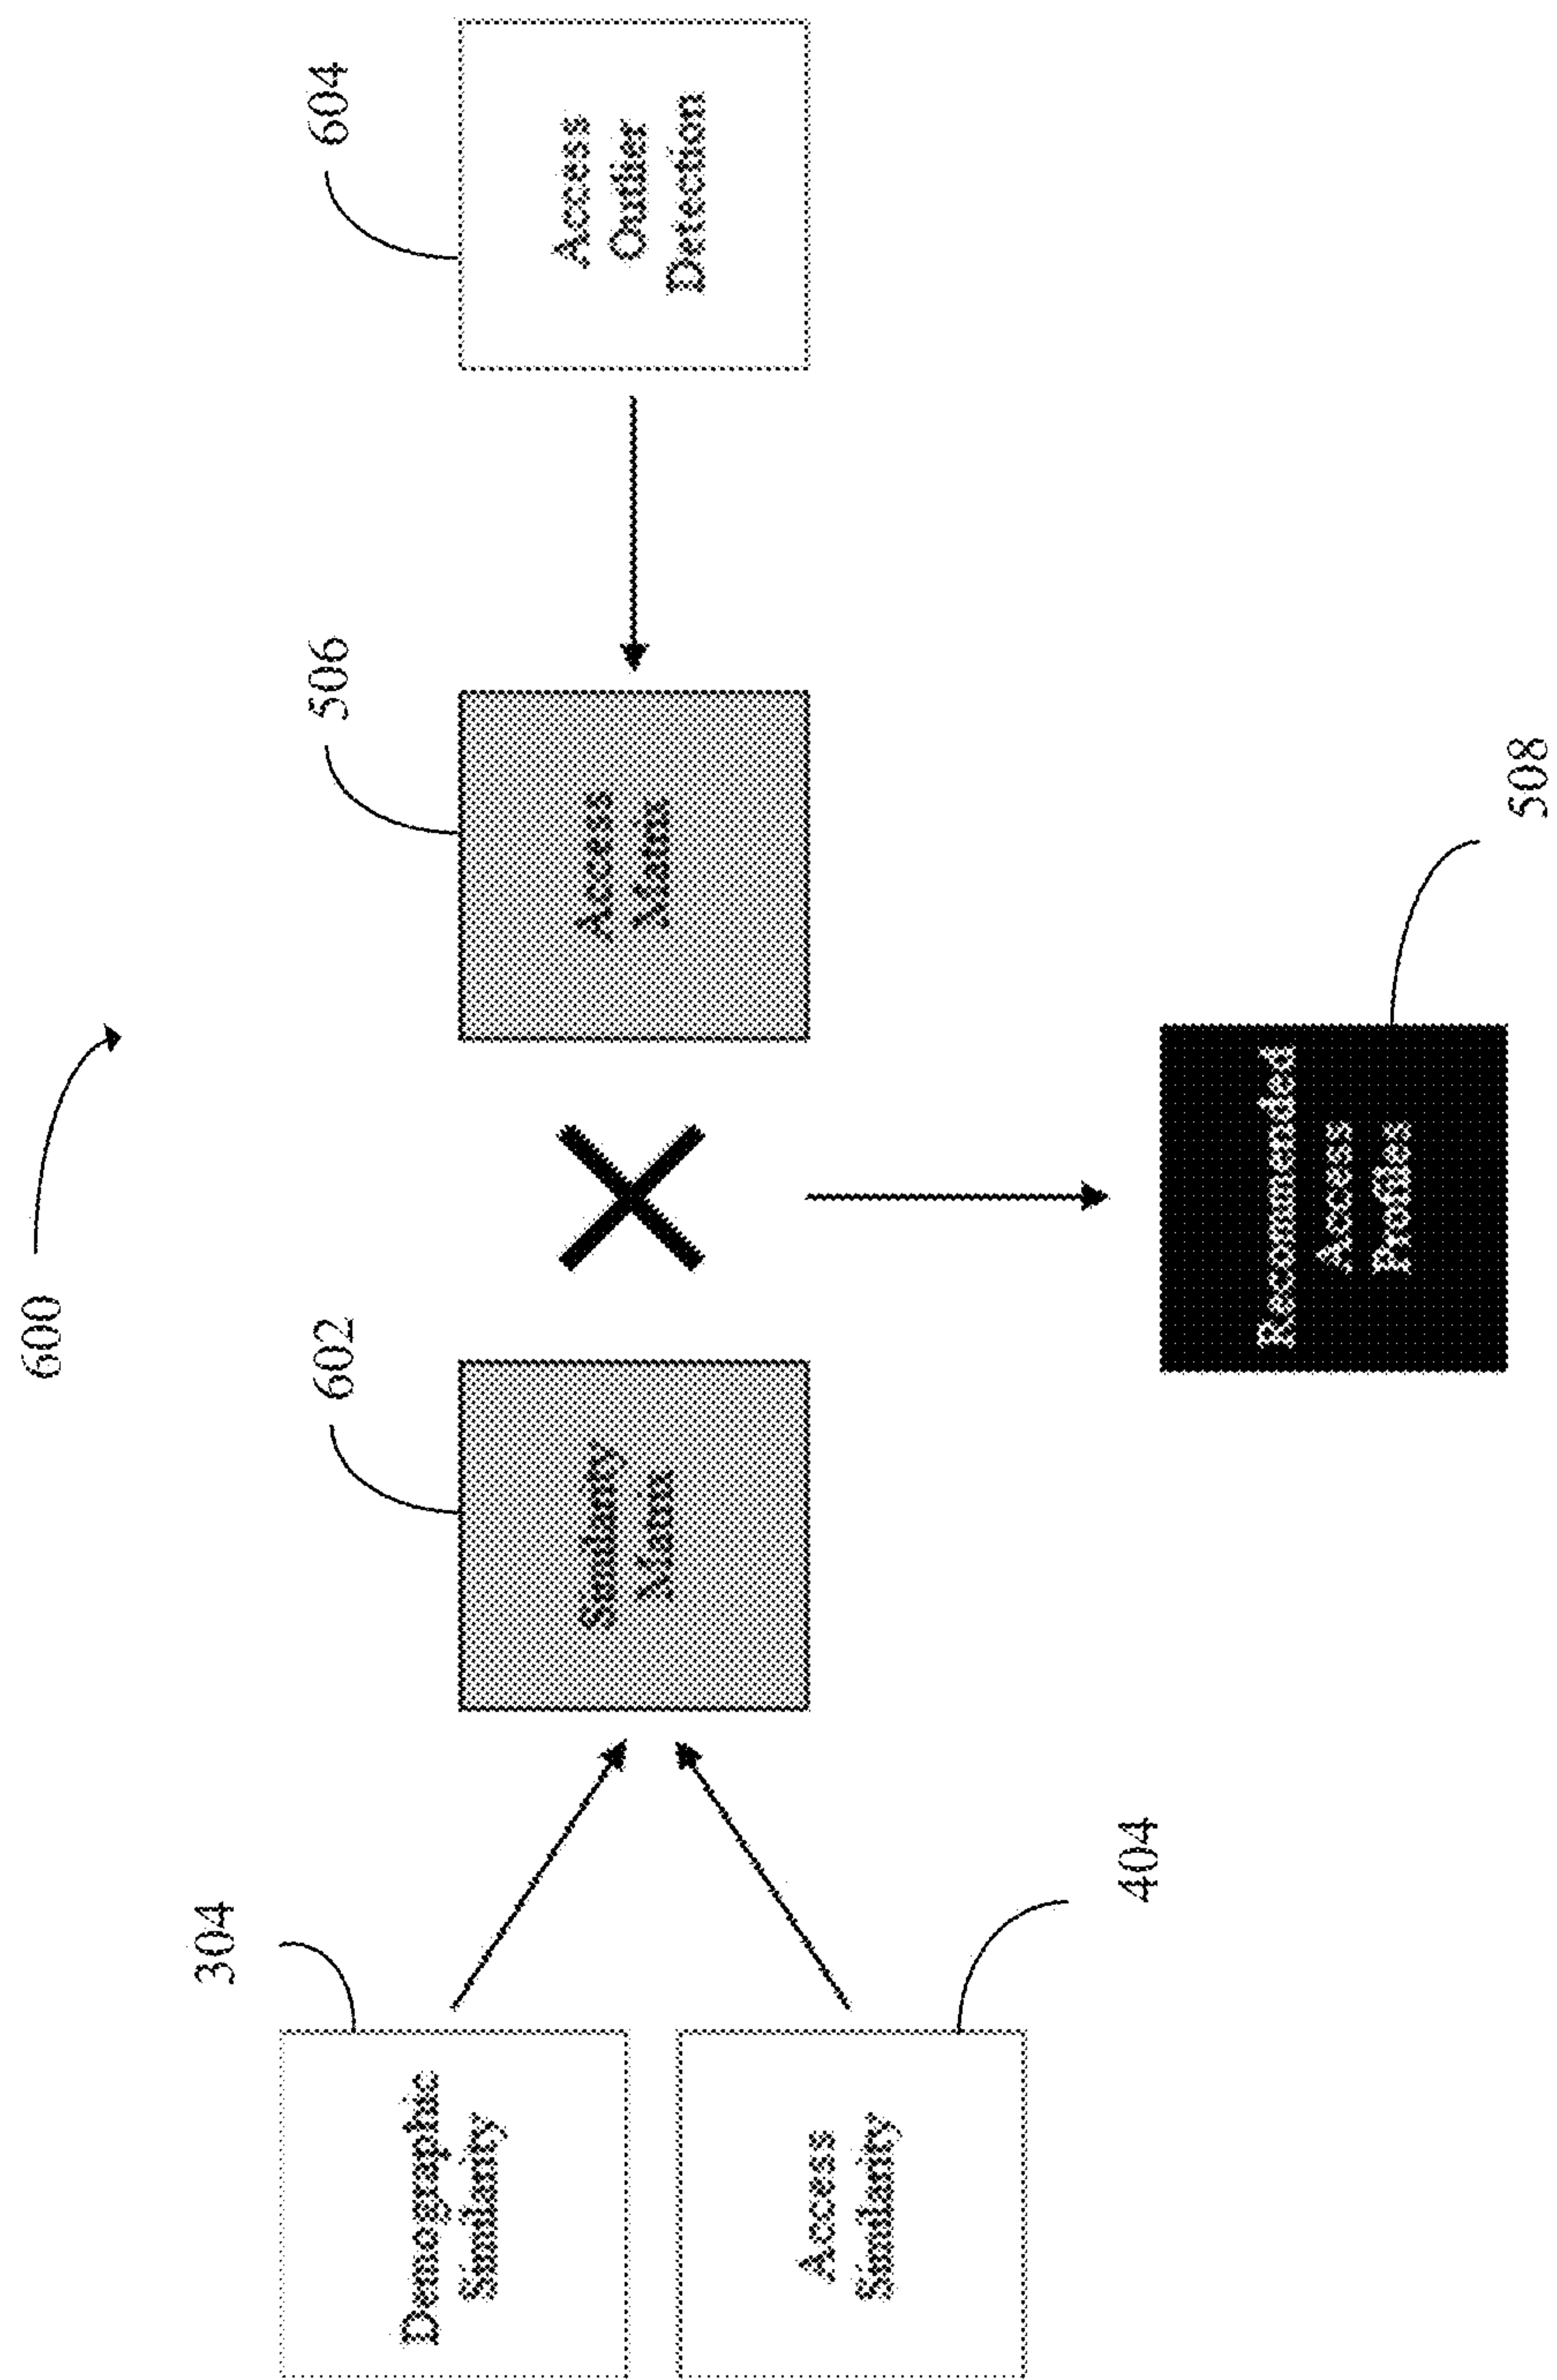 600
304
Demographic
Similarity
404
Access
Similarity
602
Similarity
Matrix
506
Access
Matrix
604
Access
Outlier
Detection
508
Recommended
Access
Profiles